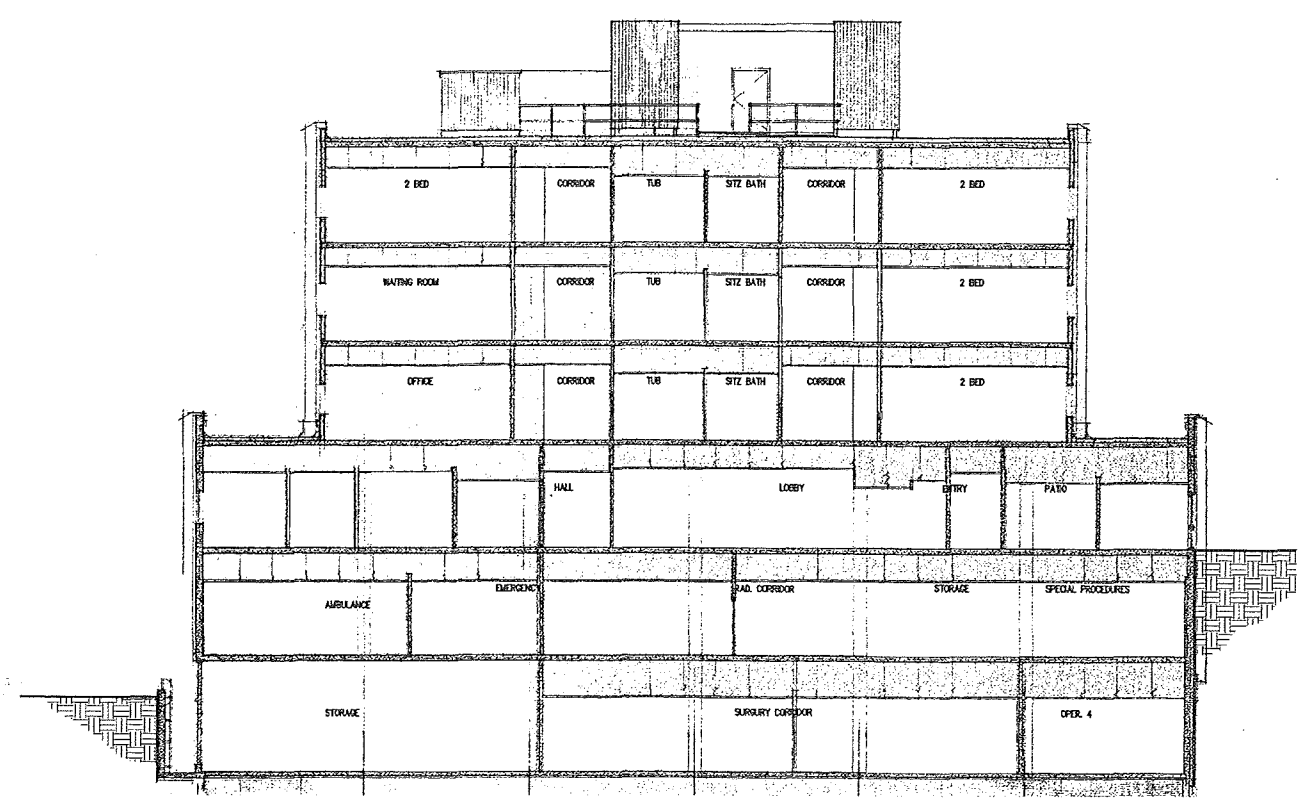 2 BED CORRIDOR TUB SITZ BATH CORRIDOR 2 BED
WAITING ROOM CORRIDOR TUB SITZ BATH CORRIDOR 2 BED
OFFICE CORRIDOR TUB SITZ BATH CORRIDOR 2 BED
HALL LOBBY ENTRY PATIO
EMERGENCY RAD. CORRIDOR STORAGE SPECIAL PROCEDURES
AMBULANCE
STORAGE SURGURY CORRIDOR OPER. 4